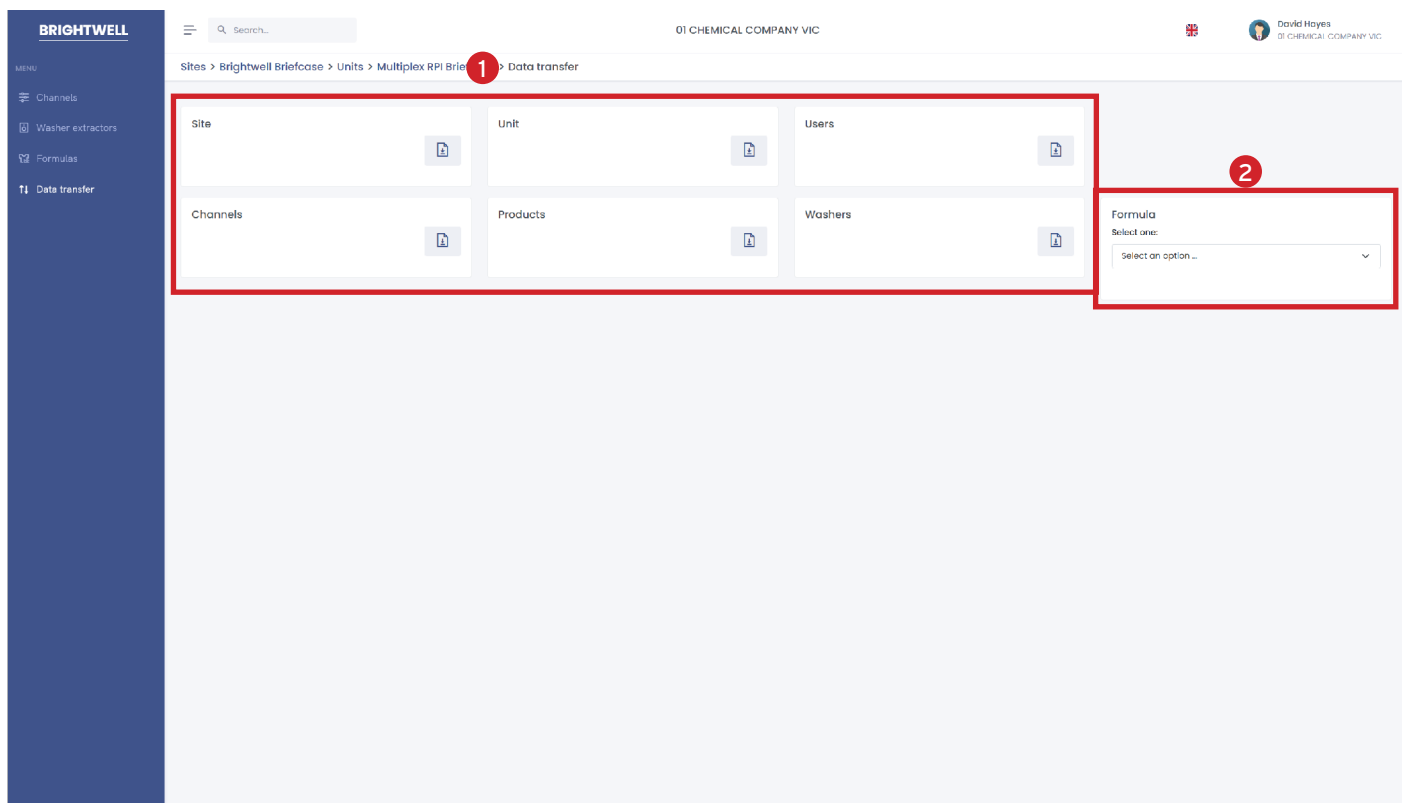 BRIGHTWELL
Search...
01 CHEMICAL COMPANY VIC
David Hayes
01 CHEMICAL COMPANY VIC
MENU
Sites > Brightwell Briefcase > Units > Multiplex RPI > Data transfer
1
Channels
Washer extractors
Formulas
Data transfer
Site
Unit
Users
2
Channels
Products
Washers
Formula
Select one:
Select an option ...